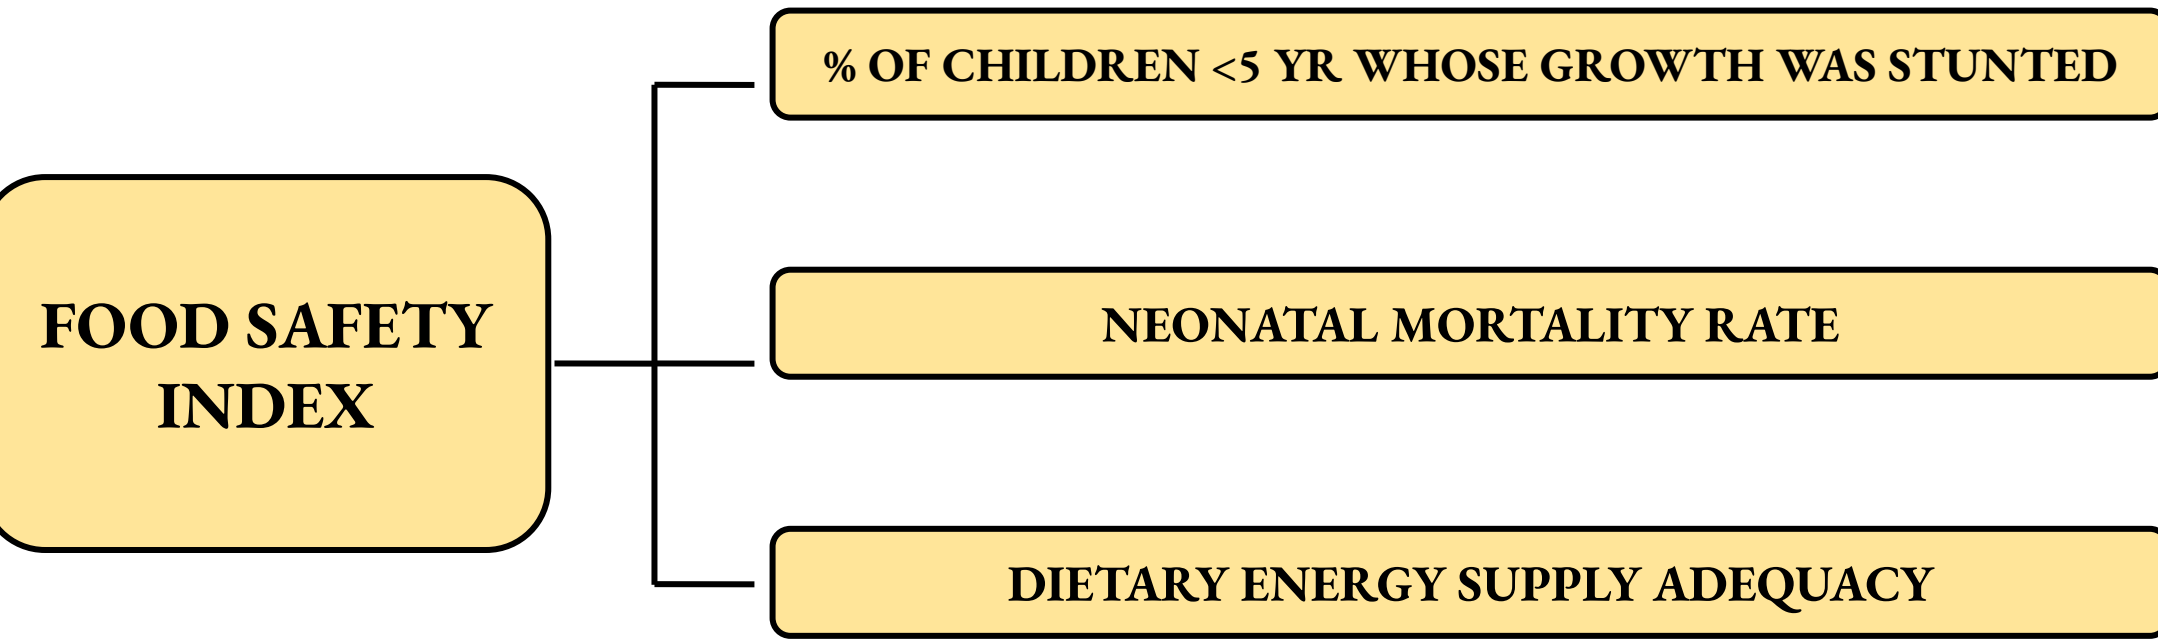 % OF CHILDREN <5 YR WHOSE GROWTH WAS STUNTED
FOOD SAFETY
INDEX
NEONATAL MORTALITY RATE
DIETARY ENERGY SUPPLY ADEQUACY